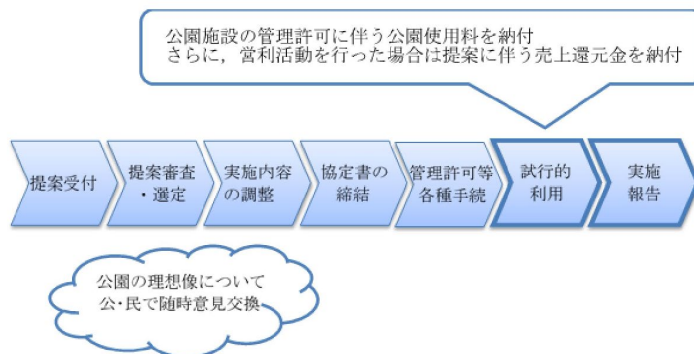 公園施設の管理許可に伴う公園使用料を納付
さらに，営利活動を行った場合は提案に伴う売上還元金を納付
提案受付
提案審査
・選定
実施内容
の調整
協定書の
締結
管理許可等
各種手続
試行的
利用
実施
報告
公園の理想像について
公・民で随時意見交換